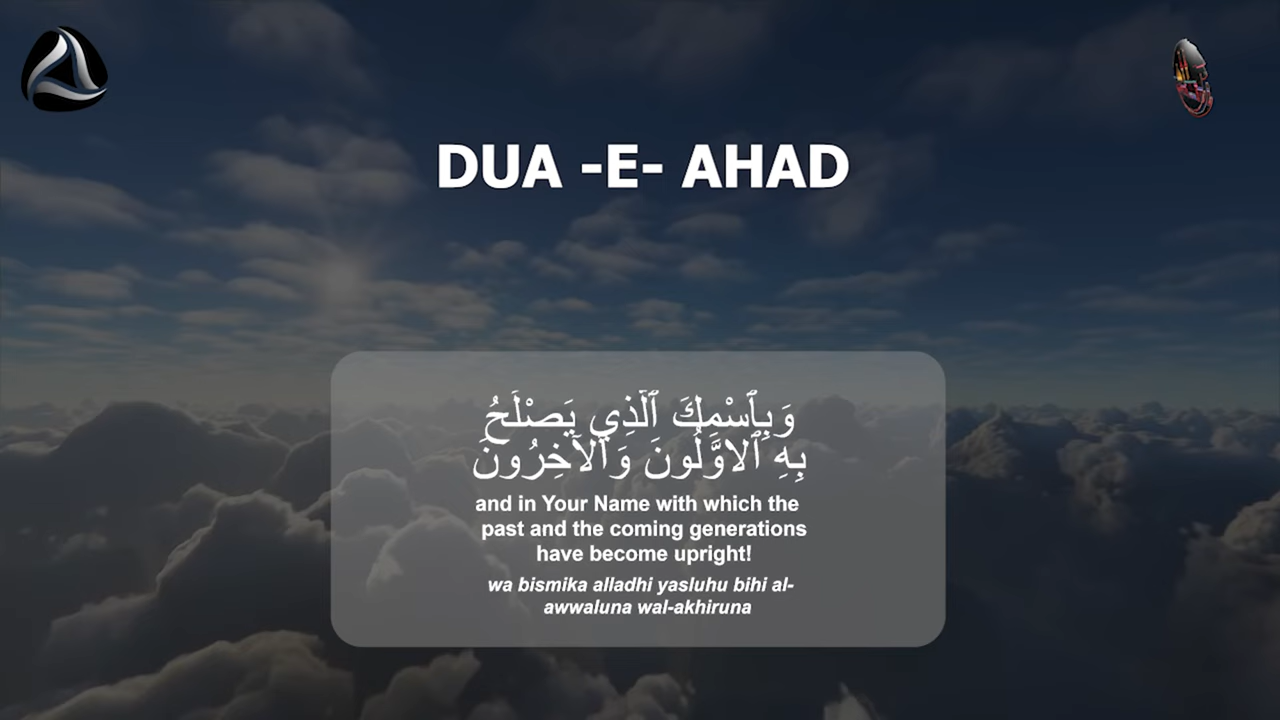 DUA -E- AHAD
وَبِٱسْمِكَ ٱلَّذِي يَصْلَحُ
بِهِ ٱلاوَّلُونَ وَٱلآخِرُونَ
and in Your Name with which the
past and the coming generations
have become upright!
wa bismika alladhi yasluhu bihi al-
awwaluna wal-akhiruna